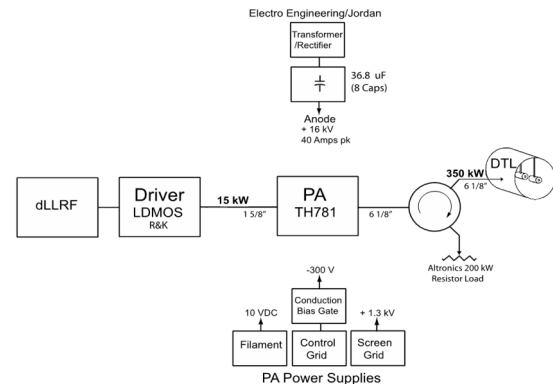 Electro Engineering/Jordan
Transformer
/Rectifier
36.8 uF
(8 Caps)
Anode
+ 16 kV
40 Amps pk
dLLRF
Driver
LDMOS
R&K
15 kW
1 5/8"
PA
TH781
6 1/8"
350 kW
6 1/8"
DTL
Altronics 200 kW
Resistor Load
-300 V
Conduction
Bias Gate
10 VDC
+ 1.3 kV
Filament
Control
Grid
Screen
Grid
PA Power Supplies